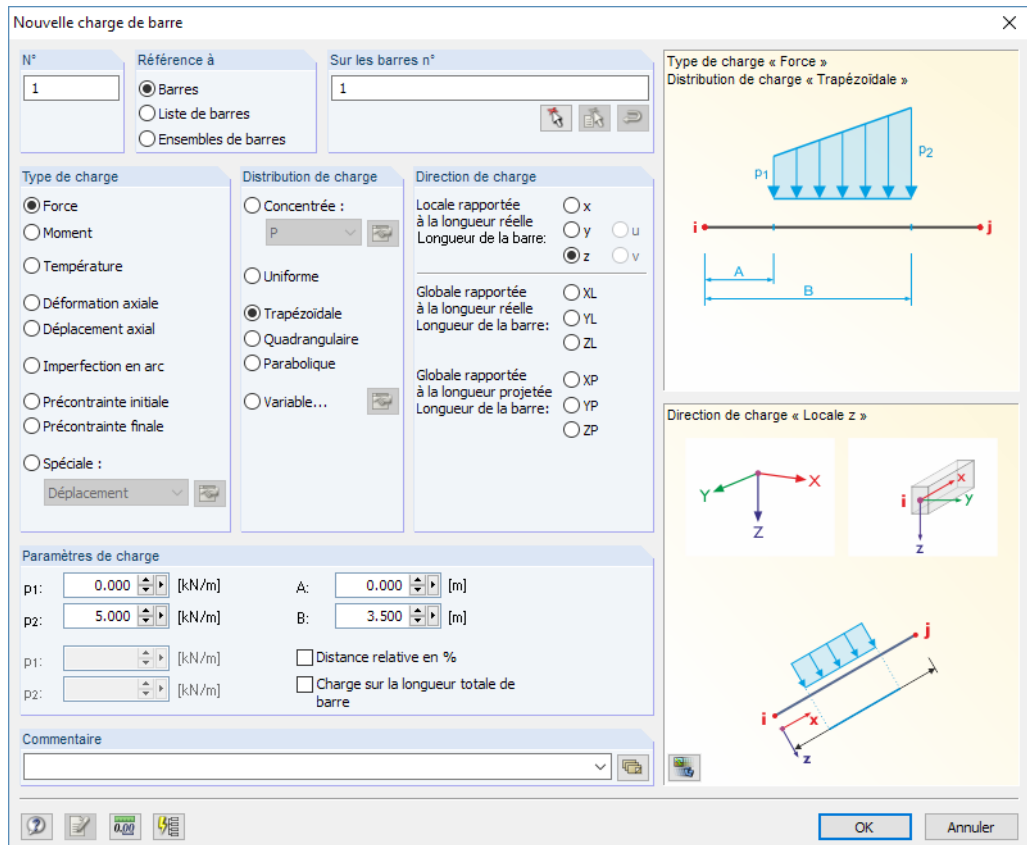 Nouvelle charge de barre
N°
1
Référence à
Barres
Liste de barres
Ensembles de barres
Sur les barres n°
1
Type de charge
Force
Moment
Température
Déformation axiale
Déplacement axial
Imperfection en arc
Précontrainte initiale
Précontrainte finale
Spéciale :
Déplacement
Distribution de charge
Concentrée :
P
Uniforme
Trapézoïdale
Quadrangulaire
Parabolique
Variable...
Direction de charge
Locale rapportée
à la longueur réelle
Longueur de la barre:
x
y
u
z
v
Globale rapportée
à la longueur réelle
Longueur de la barre:
XL
YL
ZL
Globale rapportée
à la longueur projetée
Longueur de la barre:
XP
YP
ZP
Paramètres de charge
p1: 0.000 [kN/m]
A: 0.000 [m]
p2: 5.000 [kN/m]
B: 3.500 [m]
p1: [kN/m]
p2: [kN/m]
Distance relative en %
Charge sur la longueur totale de
barre
Commentaire
Type de charge « Force »
Distribution de charge « Trapézoïdale »
p1
p2
i
j
A
B
Direction de charge « Locale z »
Y
X
Z
i
x
y
z
j
i
x
z
0.00
OK
Annuler